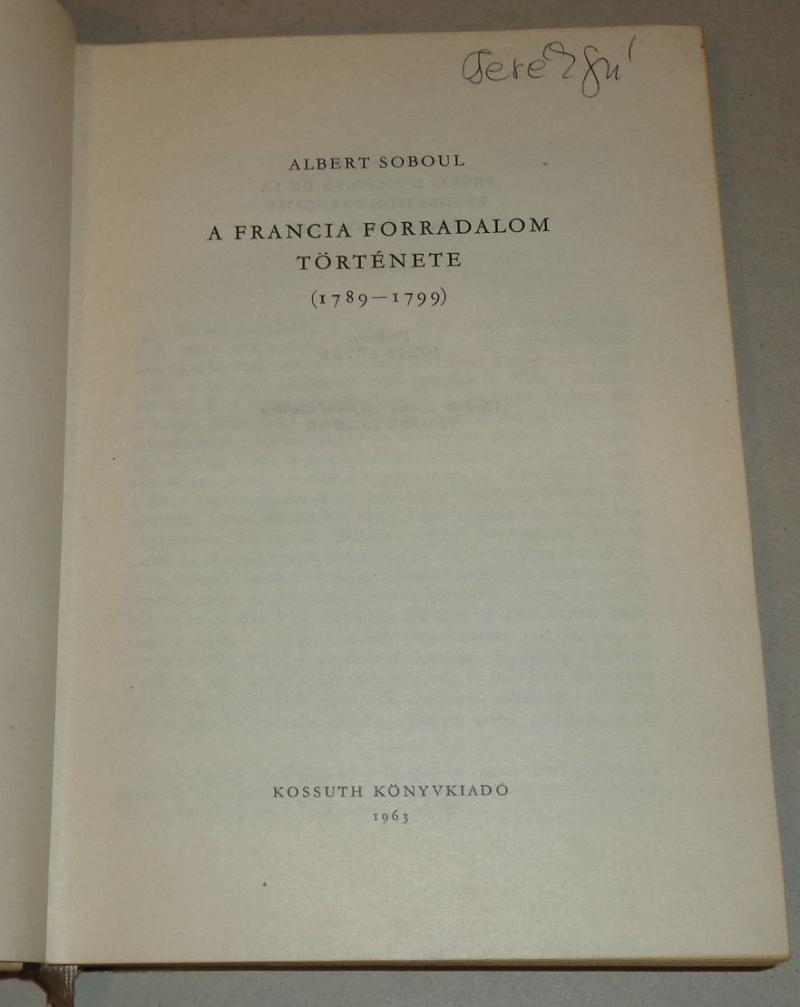 ALBERT SOBOUL
A FRANCIA FORRADALOM
TÖRTÉNETE
(1789–1799)
KOSSUTH KÖNYVKIADÓ
1963